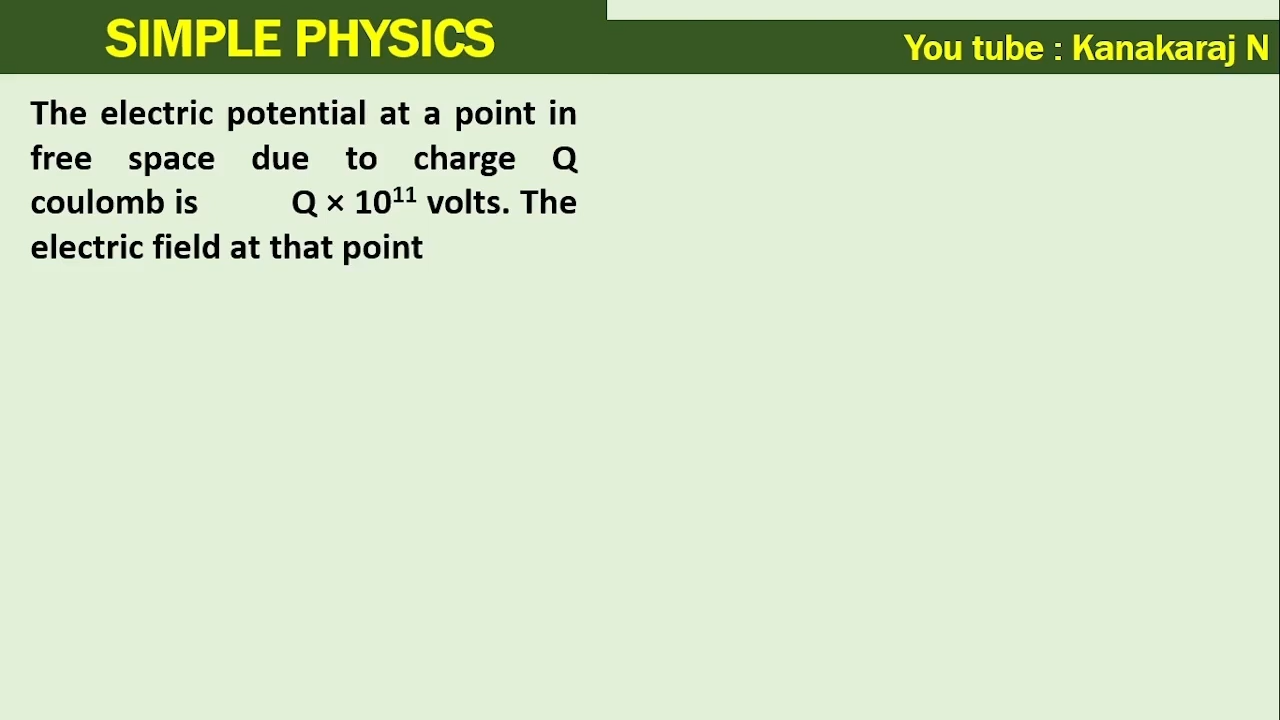 SIMPLE PHYSICS
You tube : Kanakaraj N
The electric potential at a point in
free space due to charge Q
coulomb is Q × 10¹¹ volts. The
electric field at that point